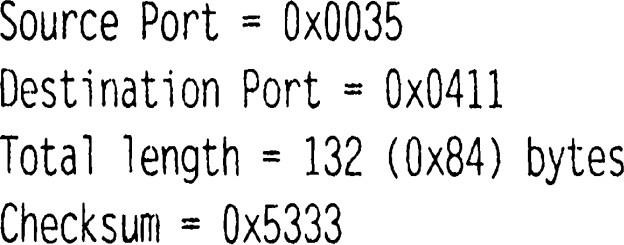 Source Port = 0x0035
Destination Port = 0x0411
Total length = 132 (0x84) bytes
Checksum = 0x5333